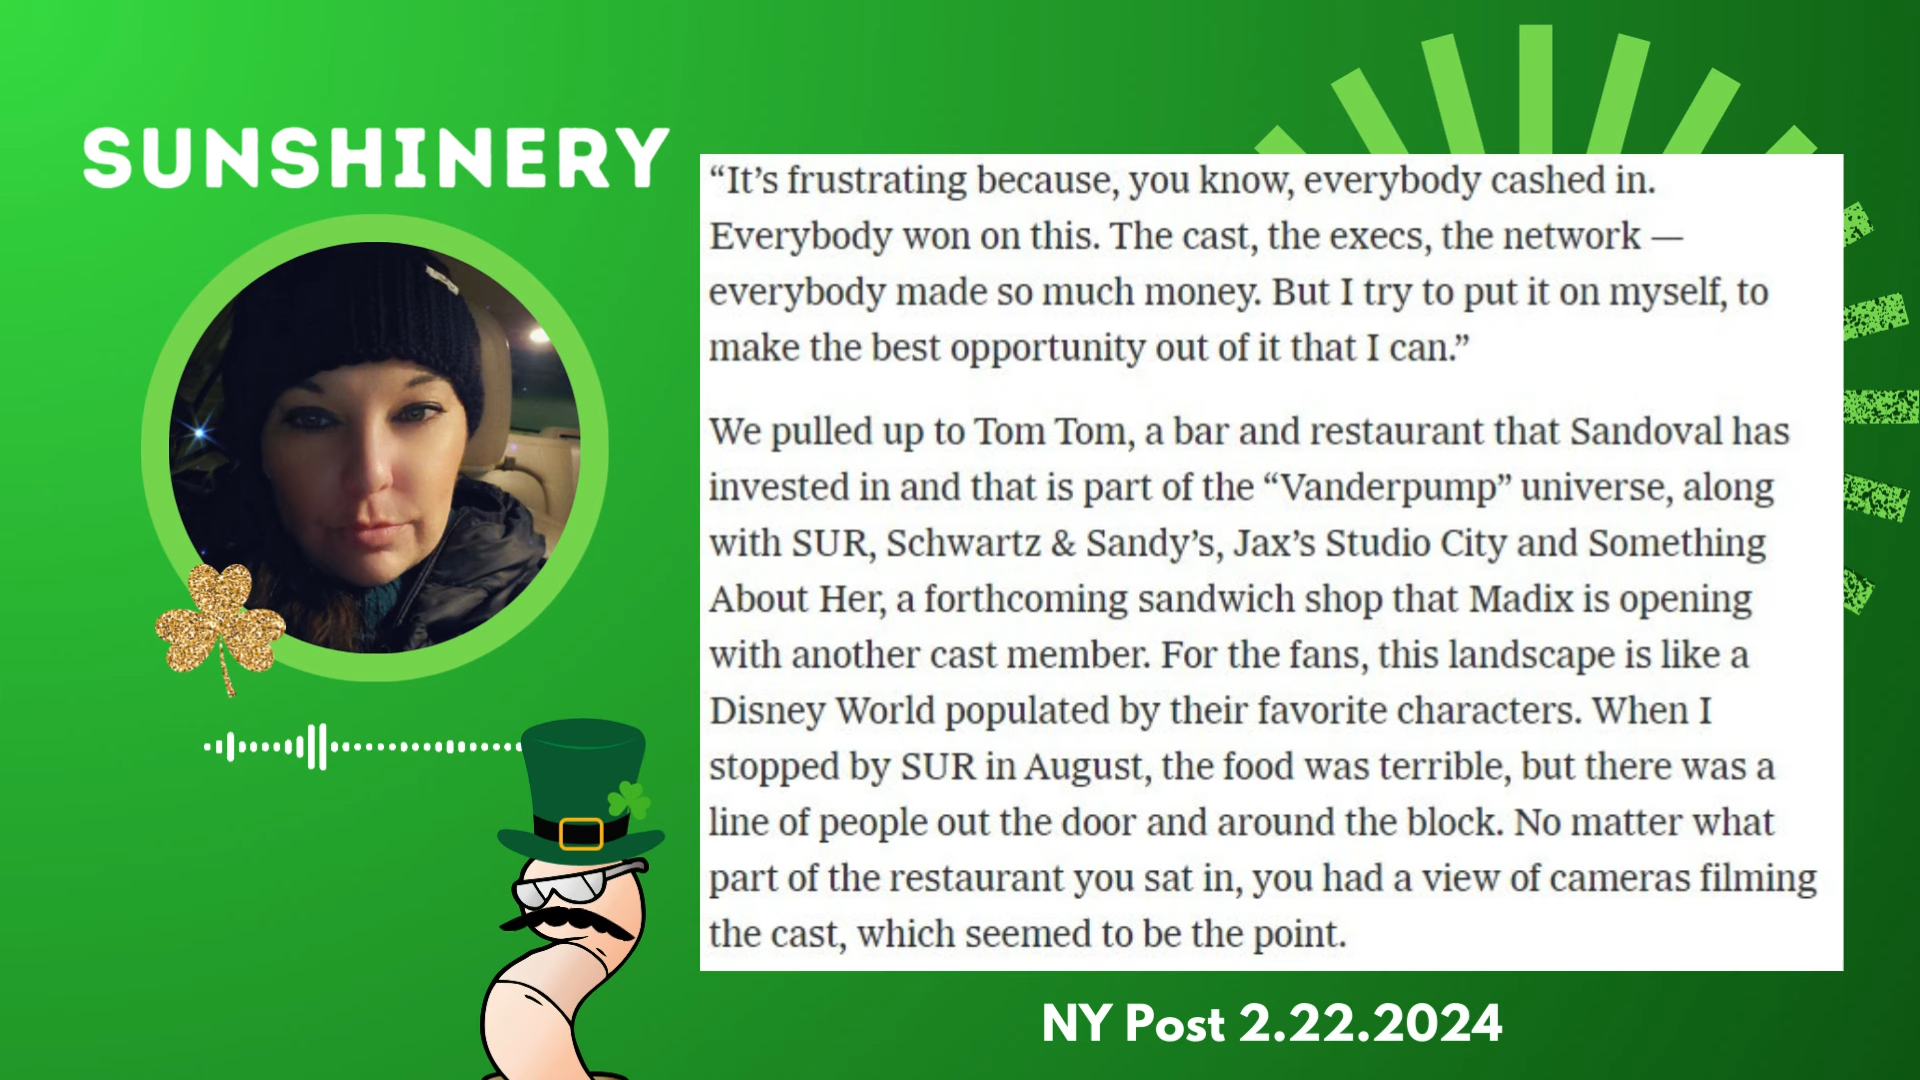 SUNSHINERY
“It’s frustrating because, you know, everybody cashed in.
Everybody won on this. The cast, the execs, the network —
everybody made so much money. But I try to put it on myself, to
make the best opportunity out of it that I can.”
We pulled up to Tom Tom, a bar and restaurant that Sandoval has
invested in and that is part of the “Vanderpump” universe, along
with SUR, Schwartz & Sandy’s, Jax’s Studio City and Something
About Her, a forthcoming sandwich shop that Madix is opening
with another cast member. For the fans, this landscape is like a
Disney World populated by their favorite characters. When I
stopped by SUR in August, the food was terrible, but there was a
line of people out the door and around the block. No matter what
part of the restaurant you sat in, you had a view of cameras filming
the cast, which seemed to be the point.
NY Post 2.22.2024